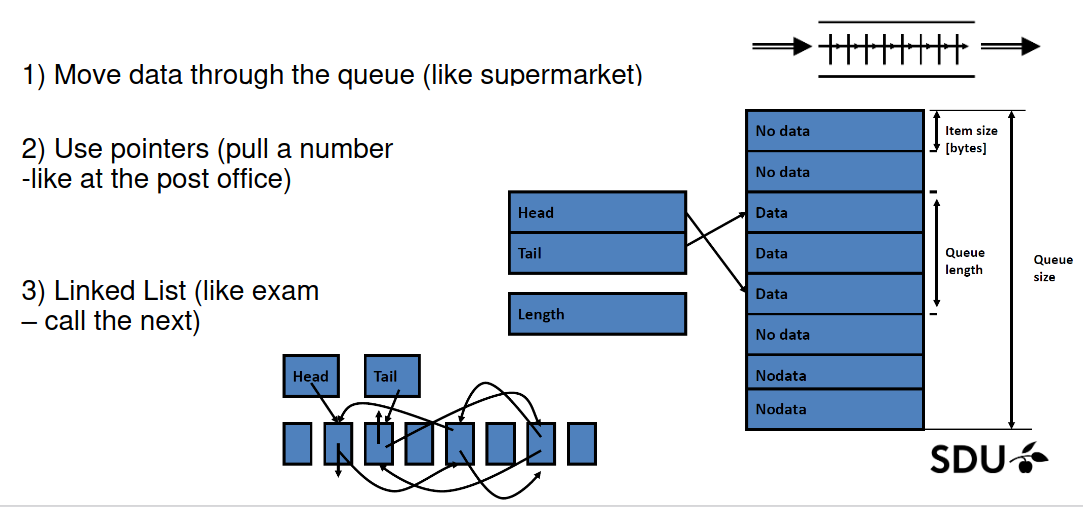 1) Move data through the queue (like supermarket)
2) Use pointers (pull a number
-like at the post office)
3) Linked List (like exam
– call the next)
Head
Tail
Length
No data
No data
Data
Data
Data
No data
Nodata
Nodata
Item size
[bytes]
Queue
length
Queue
size
Head
Tail
SDU